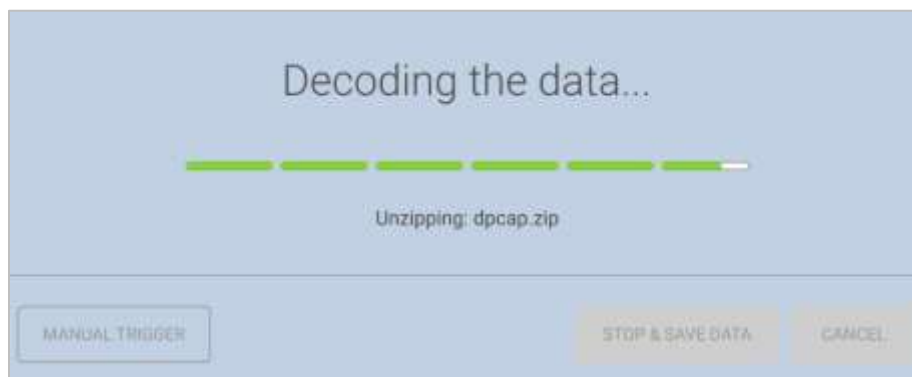 Decoding the data...
Unzipping: dpcap.zip
MANUAL TRIGGER
STOP & SAVE DATA
CANCEL